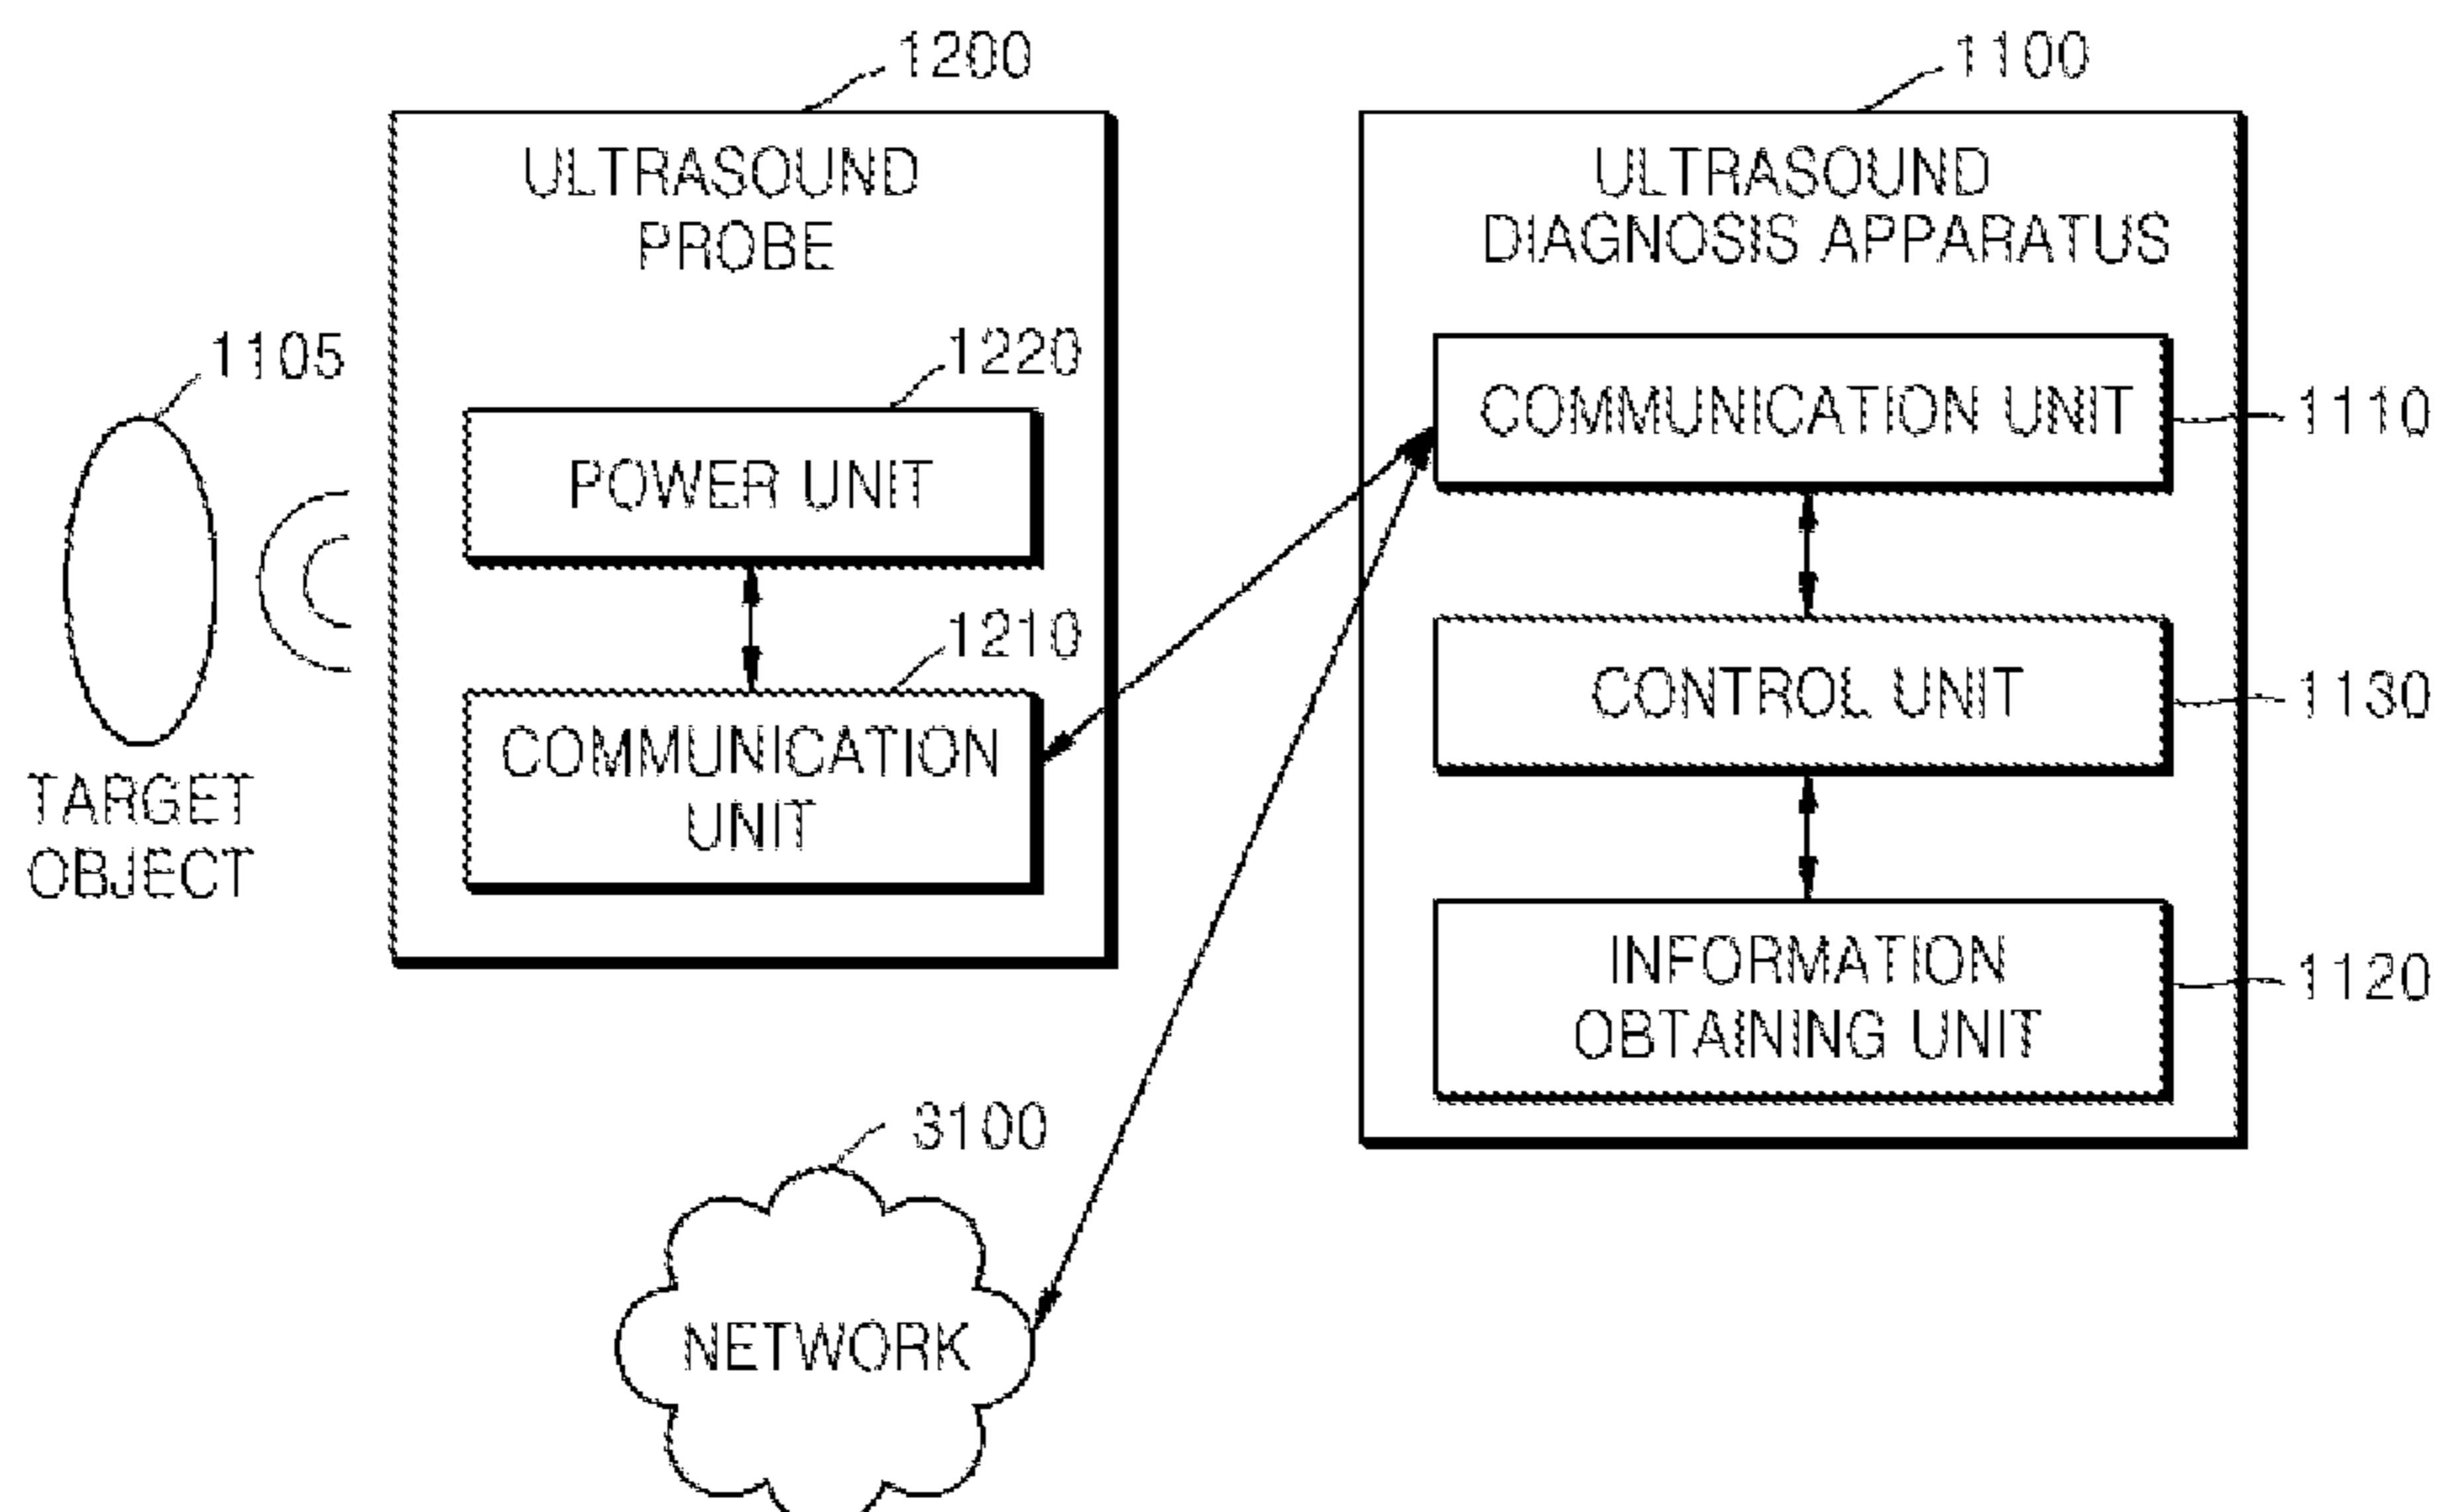 1200
1100
ULTRASOUND
PROBE
ULTRASOUND
DIAGNOSIS APPARATUS
1105
1220
POWER UNIT
COMMUNICATION UNIT
1110
1210
COMMUNICATION
UNIT
CONTROL UNIT
1130
TARGET
OBJECT
INFORMATION
OBTAINING UNIT
1120
3100
NETWORK